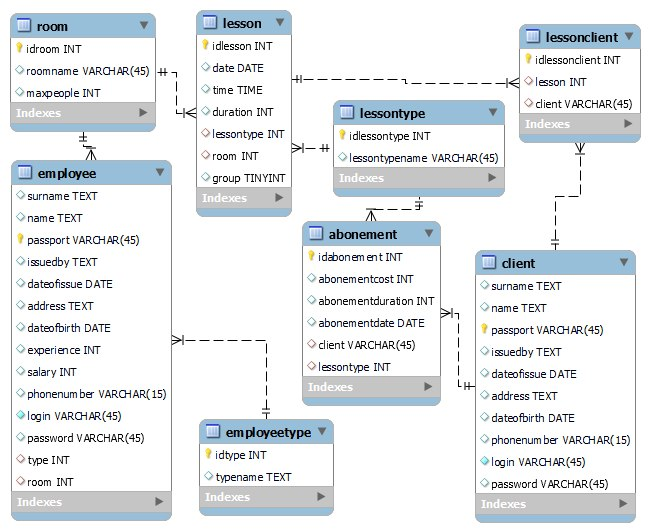 room
idroom INT
roomname VARCHAR(45)
maxpeople INT
Indexes
lesson
idlesson INT
date DATE
time TIME
duration INT
lessontype INT
room INT
group TINYINT
Indexes
lessonclient
idlessonclient INT
lesson INT
client VARCHAR(45)
Indexes
lessontype
idlessontype INT
lessontypename VARCHAR(45)
Indexes
employee
surname TEXT
name TEXT
passport VARCHAR(45)
issuedby TEXT
dateofissue DATE
address TEXT
dateofbirth DATE
experience INT
salary INT
phonenumber VARCHAR(15)
login VARCHAR(45)
password VARCHAR(45)
type INT
room INT
Indexes
abonement
idabonement INT
abonementcost INT
abonementduration INT
abonementdate DATE
client VARCHAR(45)
lessontype INT
Indexes
client
surname TEXT
name TEXT
passport VARCHAR(45)
issuedby TEXT
dateofissue DATE
address TEXT
dateofbirth DATE
phonenumber VARCHAR(15)
login VARCHAR(45)
password VARCHAR(45)
Indexes
employeetype
idtype INT
typename TEXT
Indexes